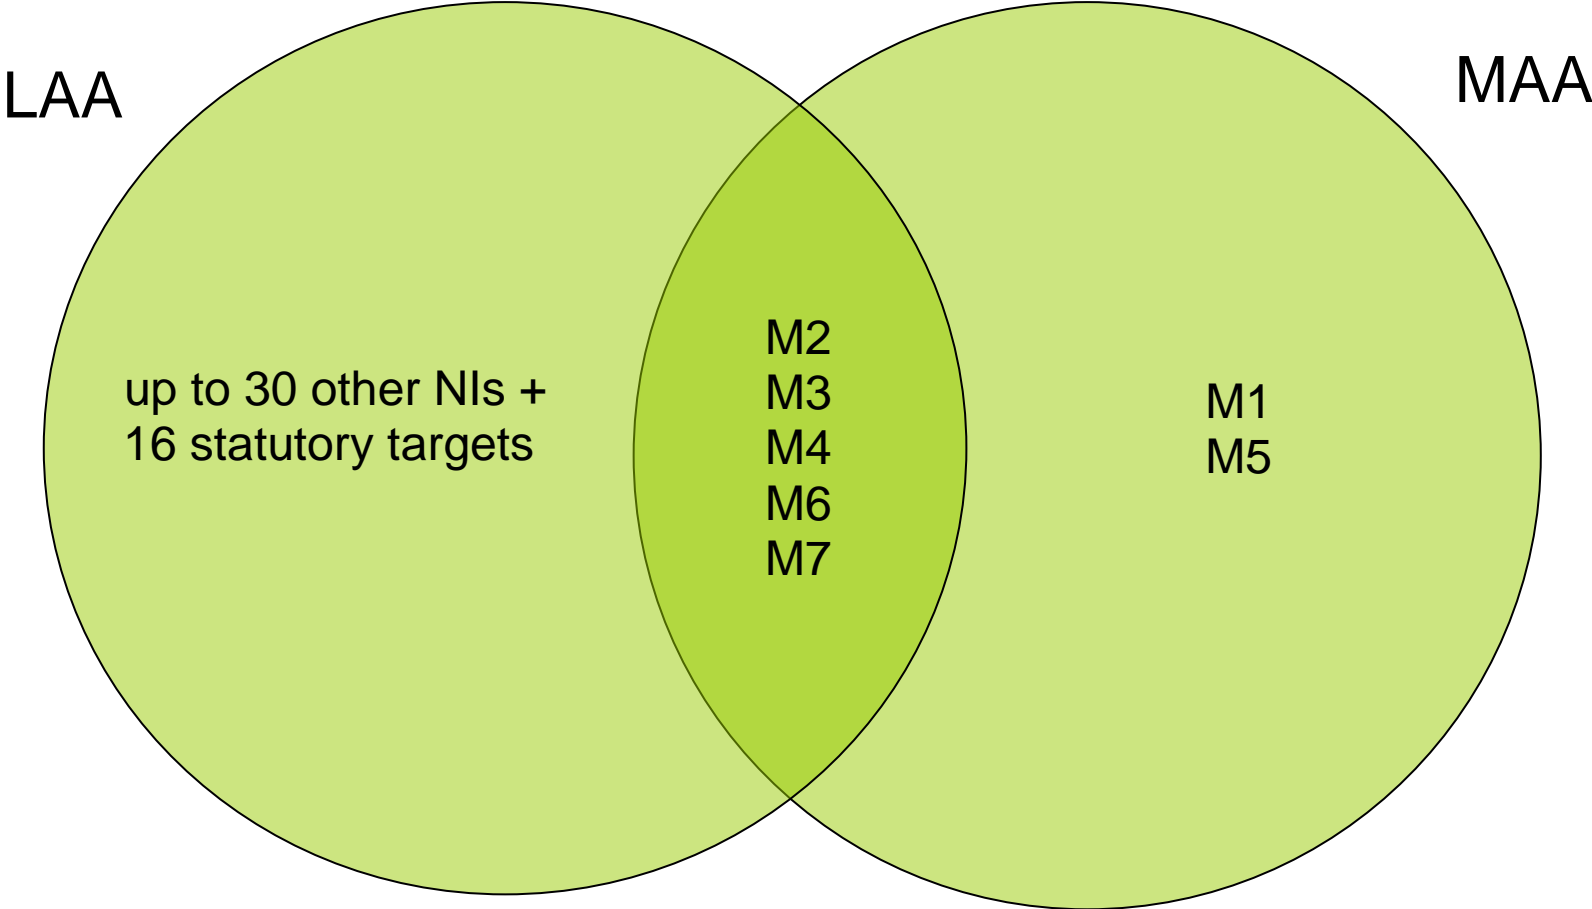 LAA
MAA
up to 30 other NIs +
16 statutory targets
M2
M3
M4
M6
M7
M1
M5